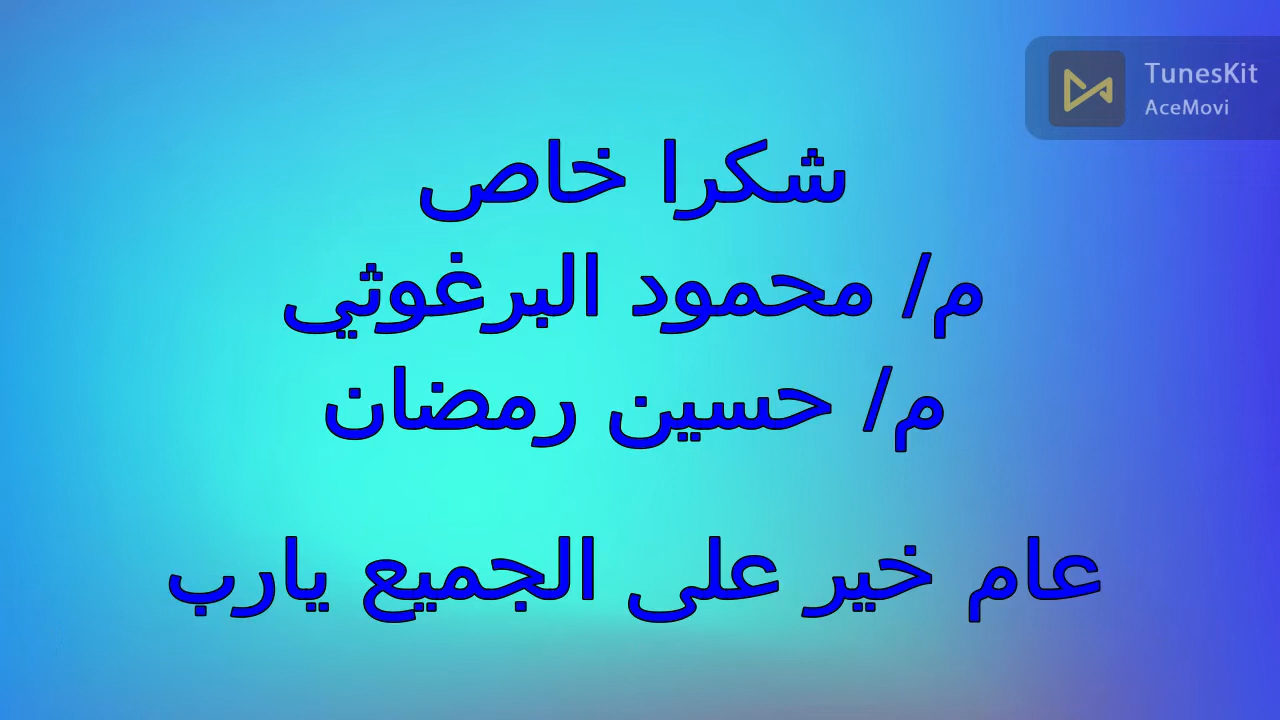 TunesKit
AceMovi
شكرا خاص
م/ محمود البرغوثي
م/ حسين رمضان
عام خير على الجميع يارب